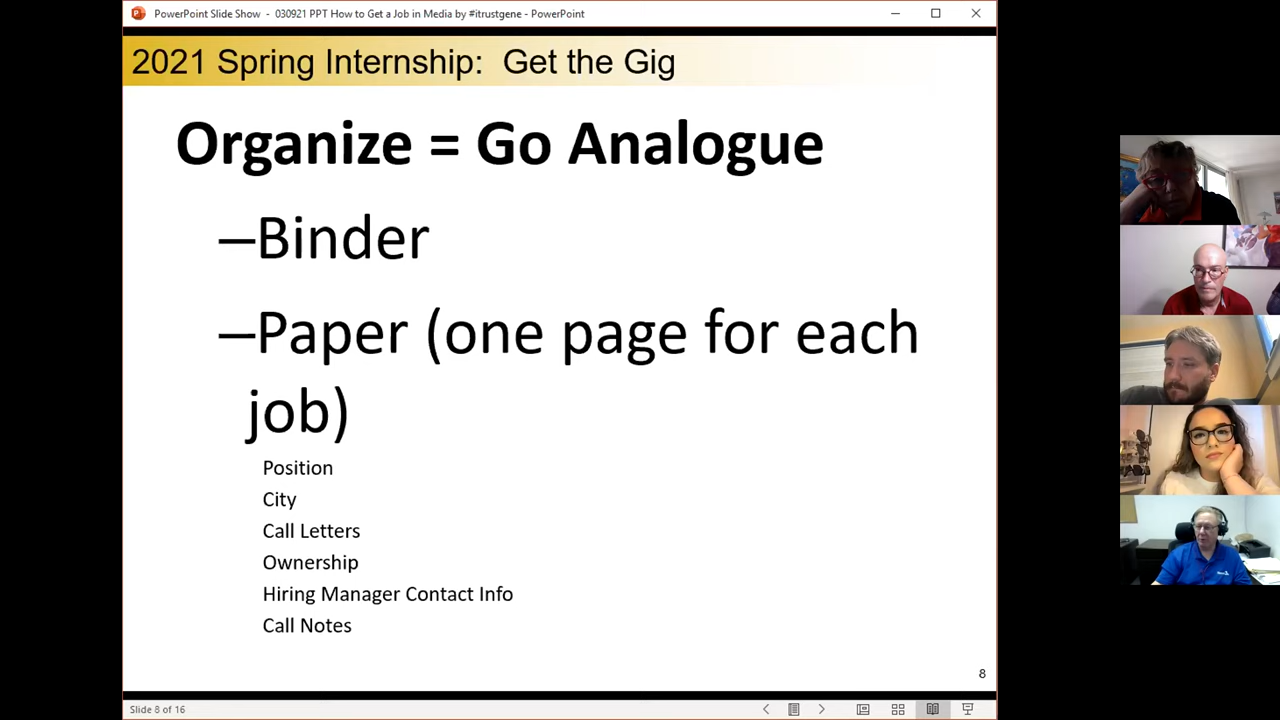 PowerPoint Slide Show - 030921 PPT How to Get a Job in Media by #itrustgene - PowerPoint
2021 Spring Internship: Get the Gig
Organize = Go Analogue
–Binder
–Paper (one page for each
job)
Position
City
Call Letters
Ownership
Hiring Manager Contact Info
Call Notes
8
Slide 8 of 16